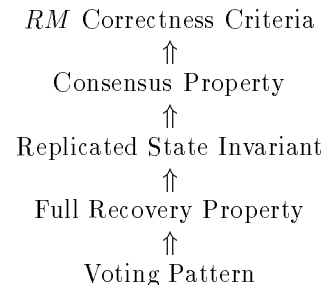 RM Correctness Criteria
⇑
Consensus Property
⇑
Replicated State Invariant
⇑
Full Recovery Property
⇑
Voting Pattern